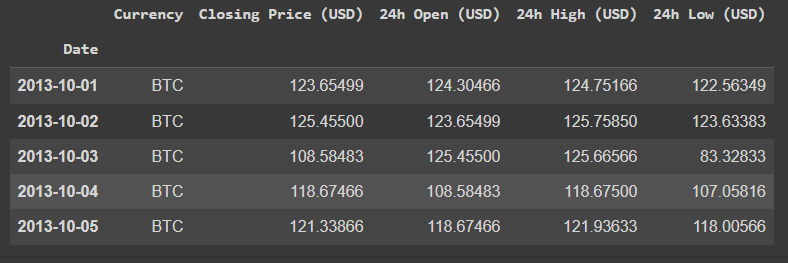 Currency Closing Price (USD) 24h Open (USD) 24h High (USD) 24h Low (USD)
Date
2013-10-01 BTC 123.65499 124.30466 124.75166 122.56349
2013-10-02 BTC 125.45500 123.65499 125.75850 123.63383
2013-10-03 BTC 108.58483 125.45500 125.66566 83.32833
2013-10-04 BTC 118.67466 108.58483 118.67500 107.05816
2013-10-05 BTC 121.33866 118.67466 121.93633 118.00566